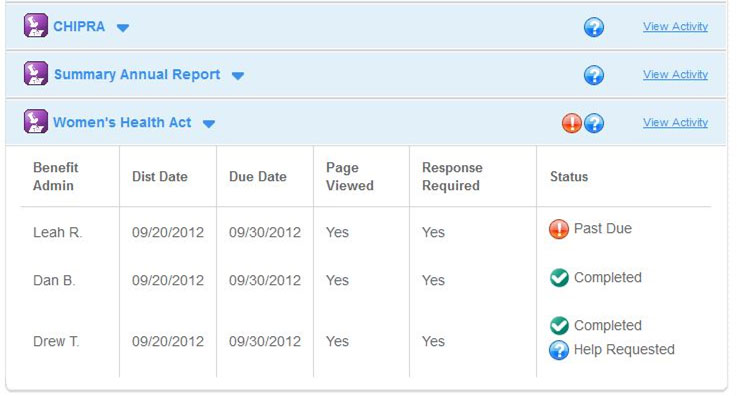 CHIPRA View Activity
Summary Annual Report View Activity
Women's Health Act View Activity
Benefit Admin Dist Date Due Date Page Viewed Response Required Status
Leah R. 09/20/2012 09/30/2012 Yes Yes Past Due
Dan B. 09/20/2012 09/30/2012 Yes Yes Completed
Drew T. 09/20/2012 09/30/2012 Yes Yes Completed
Help Requested